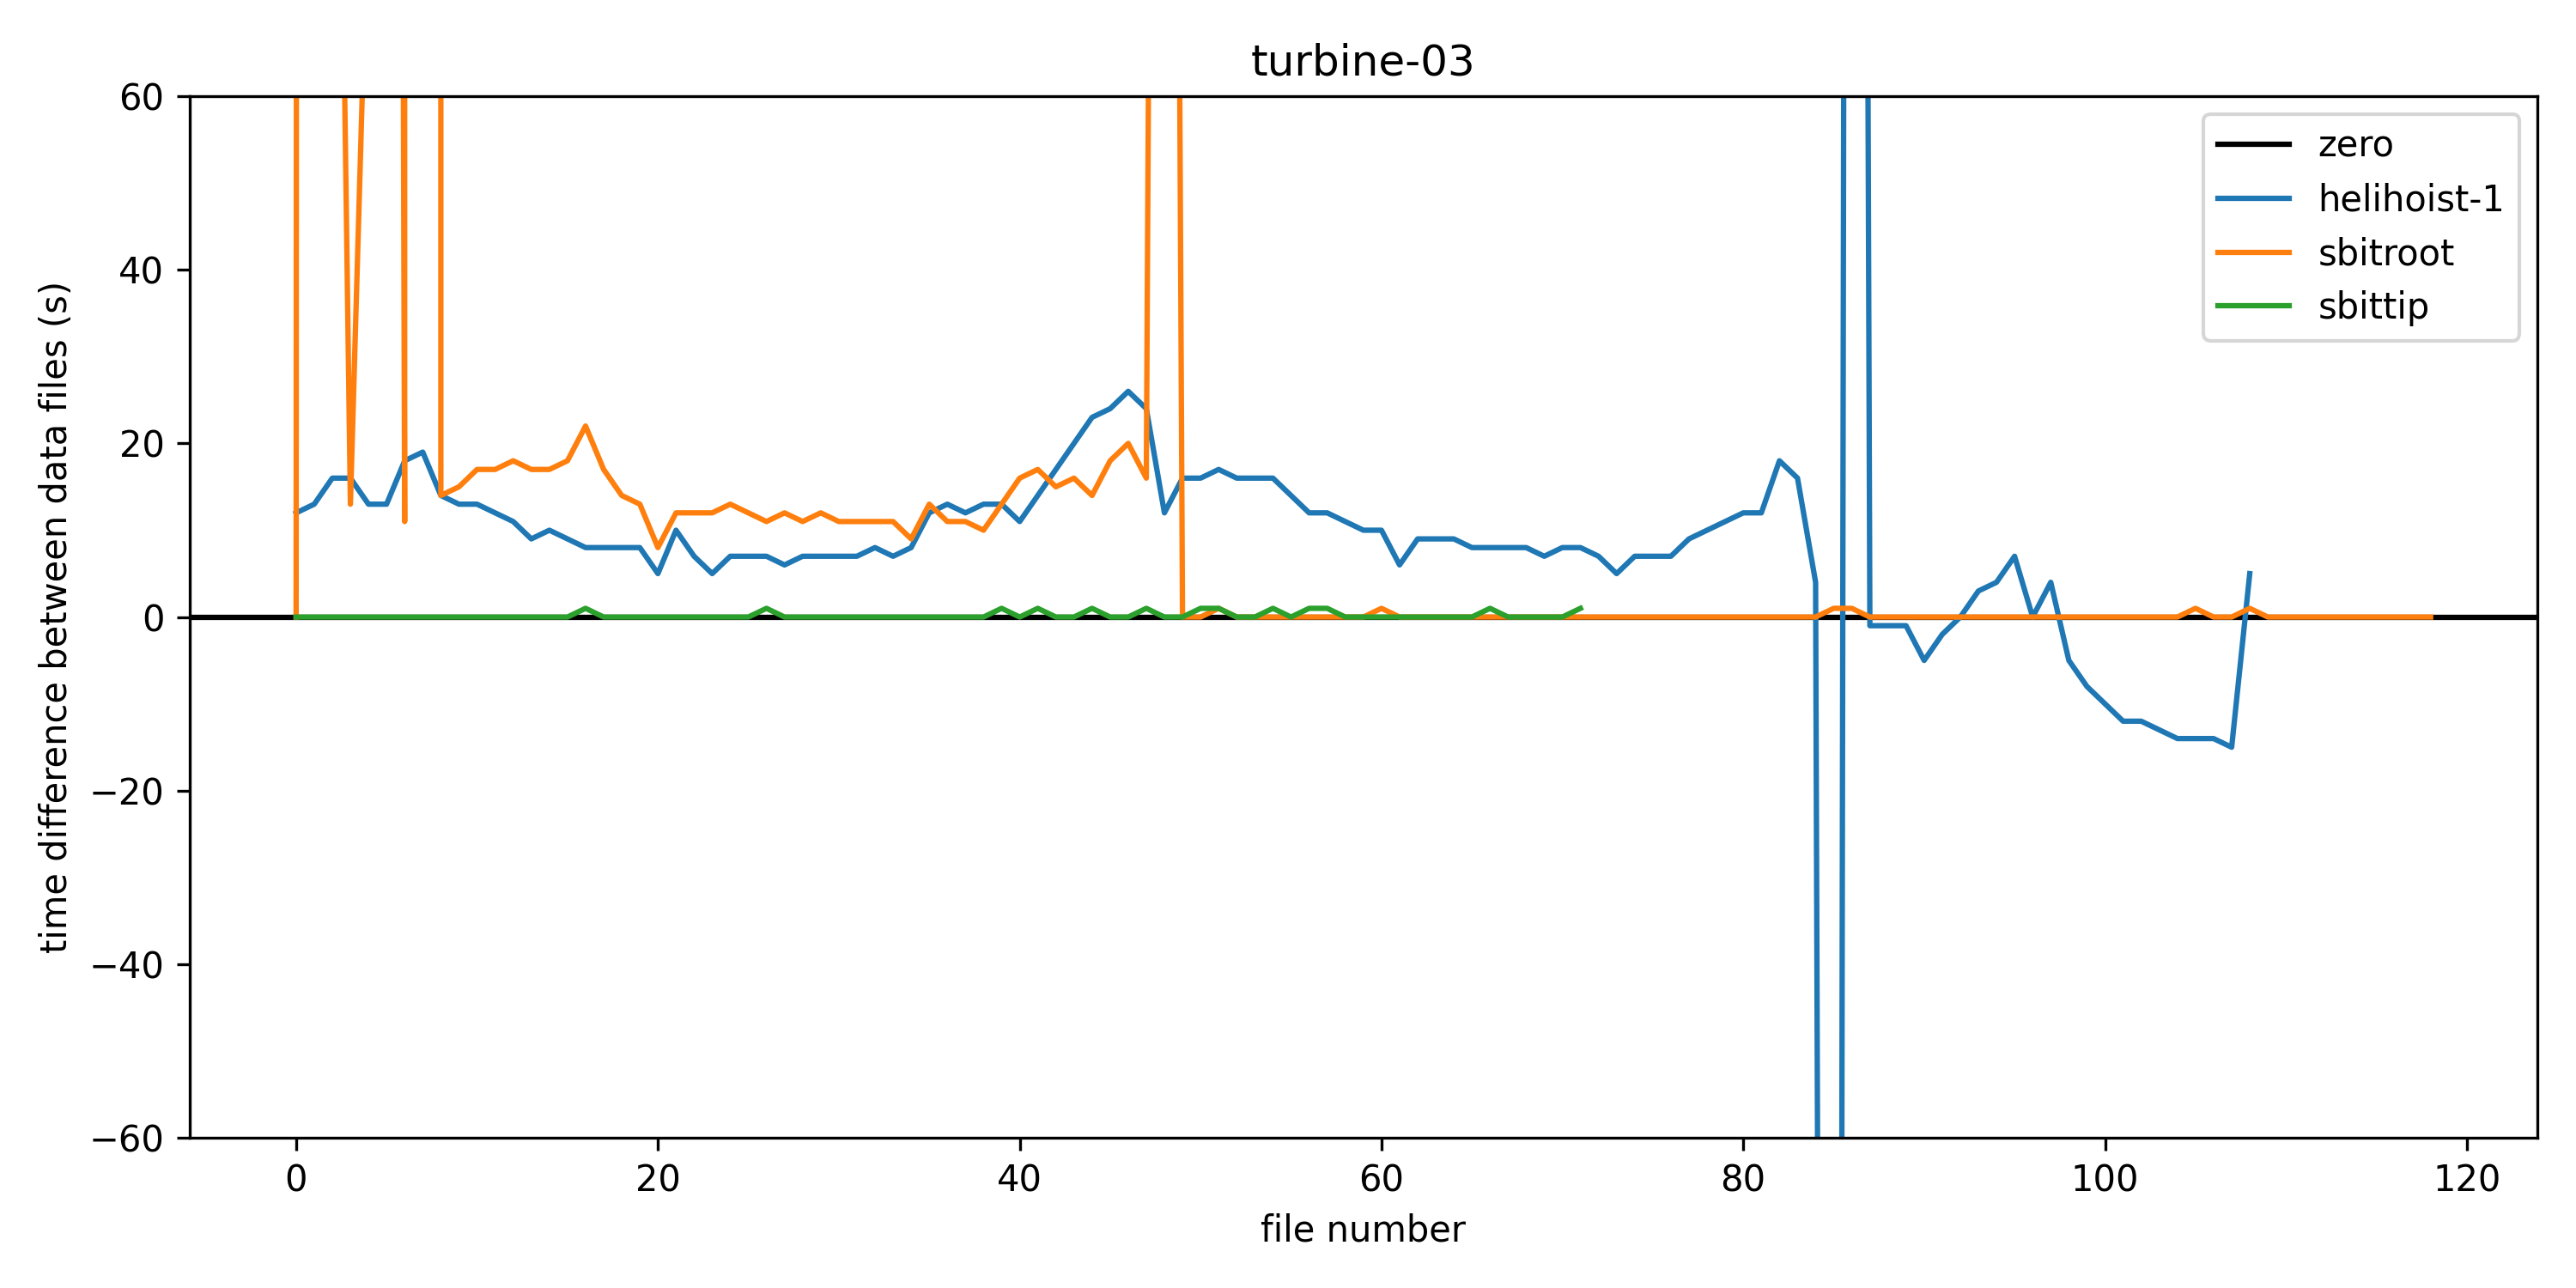 turbine-03
time difference between data files (s)
60
40
20
0
−20
−40
−60
zero
helihoist-1
sbitroot
sbittip
0 20 40 60 80 100 120
file number